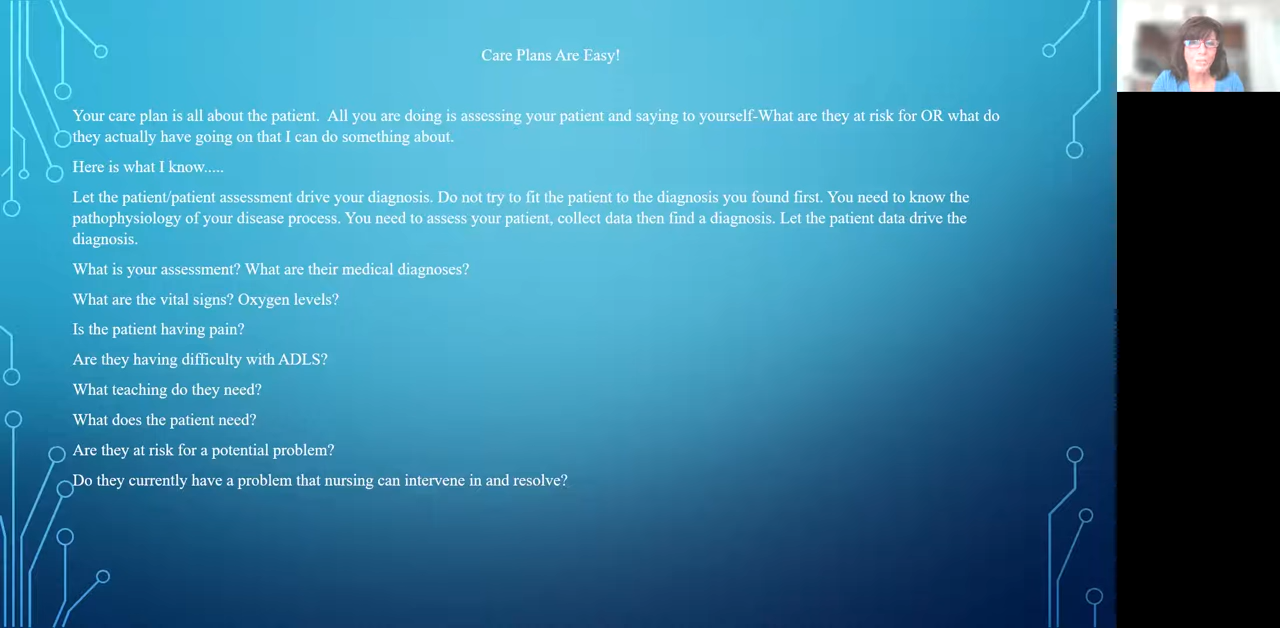 Care Plans Are Easy!
Your care plan is all about the patient.  All you are doing is assessing your patient and saying to yourself-What are they at risk for OR what do
they actually have going on that I can do something about.
Here is what I know.....
Let the patient/patient assessment drive your diagnosis. Do not try to fit the patient to the diagnosis you found first. You need to know the
pathophysiology of your disease process. You need to assess your patient, collect data then find a diagnosis. Let the patient data drive the
diagnosis.
What is your assessment? What are their medical diagnoses?
What are the vital signs? Oxygen levels?
Is the patient having pain?
Are they having difficulty with ADLS?
What teaching do they need?
What does the patient need?
Are they at risk for a potential problem?
Do they currently have a problem that nursing can intervene in and resolve?